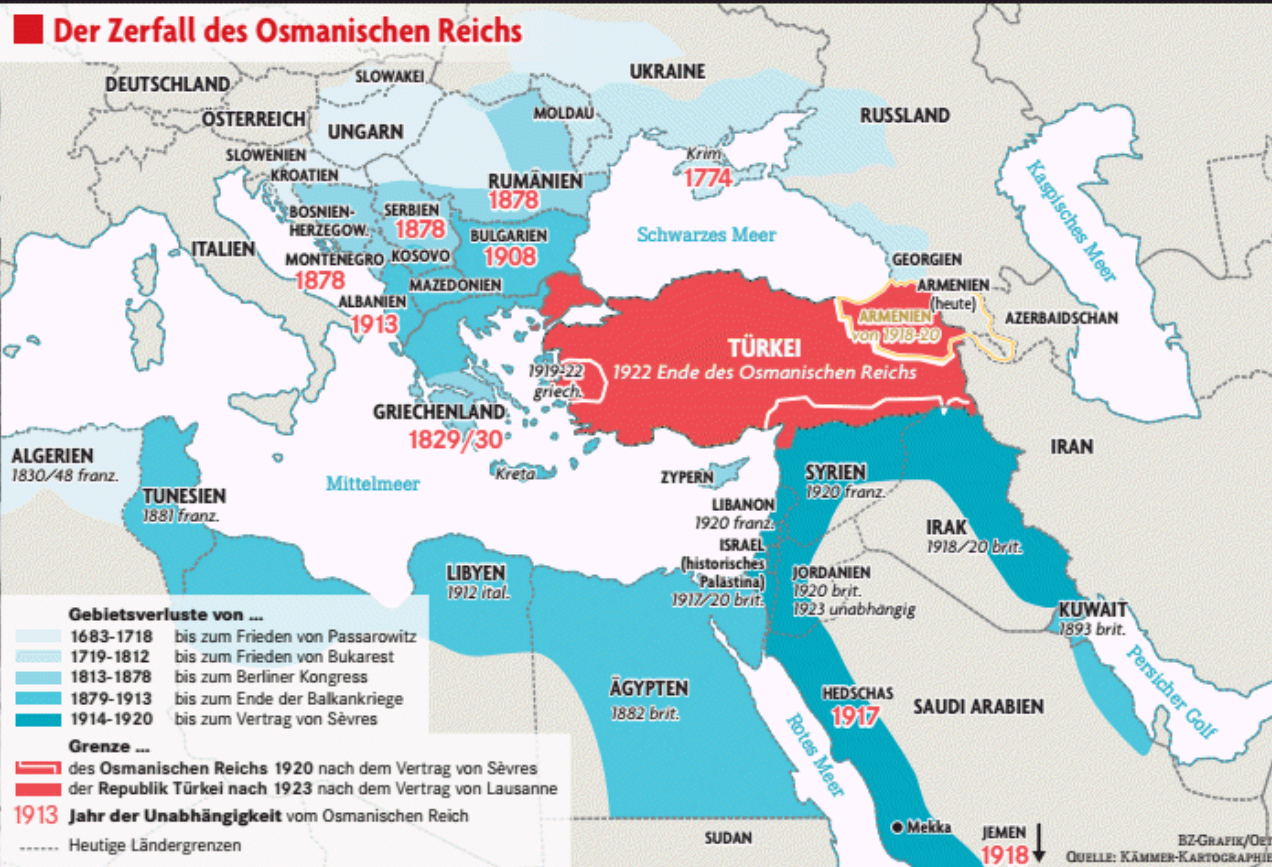 Der Zerfall des Osmanischen Reichs
DEUTSCHLAND
SLOWAKEI
UKRAINE
ÖSTERREICH
UNGARN
MOLDAU
RUSSLAND
SLOWENIEN
KROATIEN
Krim
1774
RUMÄNIEN
1878
BOSNIEN-
HERZEGOW.
SERBIEN
1878
BULGARIEN
1908
Schwarzes Meer
Kaspisches Meer
ITALIEN
MONTENEGRO
1878
KOSOVO
MAZEDONIEN
ALBANIEN
1913
GEORGIEN
ARMENIEN
(heute)
ARMENIEN
von 1918-20
AZERBAIDSCHAN
TÜRKEI
1922 Ende des Osmanischen Reichs
1919-22
griech.
GRIECHENLAND
1829/30
Kreta
ZYPERN
Mittelmeer
ALGERIEN
1830/48 franz.
TUNESIEN
1881 franz.
SYRIEN
1920 franz.
IRAN
LIBANON
1920 franz.
IRAK
1918/20 brit.
ISRAEL
(historisches
Palästina)
1917/20 brit.
JORDANIEN
1920 brit.
1923 unabhängig
LIBYEN
1912 ital.
KUWAIT
1893 brit.
Persicher Golf
ÄGYPTEN
1882 brit.
HEDSCHAS
1917
SAUDI ARABIEN
Rotes Meer
Mekka
SUDAN
JEMEN
1918
Gebietsverluste von ...
1683-1718 bis zum Frieden von Passarowitz
1719-1812 bis zum Frieden von Bukarest
1813-1878 bis zum Berliner Kongress
1879-1913 bis zum Ende der Balkankriege
1914-1920 bis zum Vertrag von Sèvres
Grenze ...
des Osmanischen Reichs 1920 nach dem Vertrag von Sèvres
der Republik Türkei nach 1923 nach dem Vertrag von Lausanne
1913 Jahr der Unabhängigkeit vom Osmanischen Reich
Heutige Ländergrenzen
BZ-GRAFIK/OET
QUELLE: KÄMMER-KARTOGRAPHIE